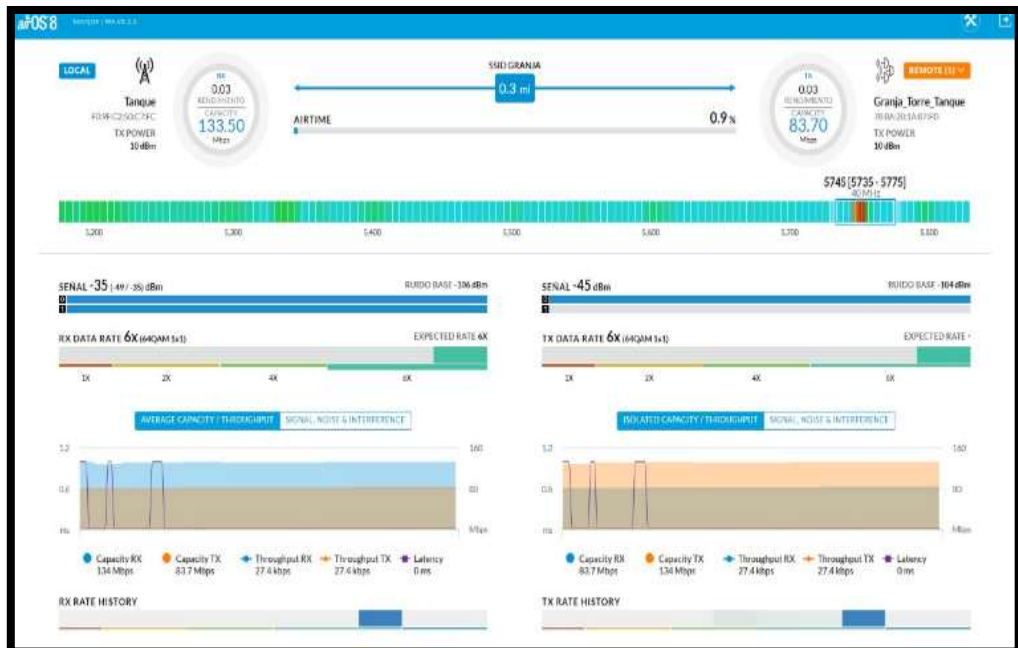 airOS 8
LOCAL
Tanque
TX POWER
10 dBm
RX
0.03
RENDIMIENTO
CAPACITY
133.50
Mbps
SSID GRANJA
0.3 mi
AIRTIME
0.9 %
TX
0.03
RENDIMIENTO
CAPACITY
83.70
Mbps
REMOTE (1)
Granja_Torre_Tanque
TX POWER
10 dBm
5745 [5735 - 5775]
40 MHz
5,200 5,300 5,400 5,500 5,600 5,700 5,800
SEÑAL -35 (-49 / -35) dBm
RUIDO BASE -106 dBm
0
1
RX DATA RATE 6X (64QAM 1x1)
EXPECTED RATE 6X
1X 2X 4X 6X
AVERAGE CAPACITY / THROUGHPUT
SIGNAL, NOISE & INTERFERENCE
1.2 160
0.6 80
ms Mbps
Capacity RX Capacity TX Throughput RX Throughput TX Latency
134 Mbps 83.7 Mbps 27.4 kbps 27.4 kbps 0 ms
RX RATE HISTORY
SEÑAL -45 dBm
RUIDO BASE -104 dBm
0
1
TX DATA RATE 6X (64QAM 1x1)
EXPECTED RATE -
1X 2X 4X 6X
ISOLATED CAPACITY / THROUGHPUT
SIGNAL, NOISE & INTERFERENCE
1.2 160
0.6 80
ms Mbps
Capacity RX Capacity TX Throughput RX Throughput TX Latency
83.7 Mbps 134 Mbps 27.4 kbps 27.4 kbps 0 ms
TX RATE HISTORY